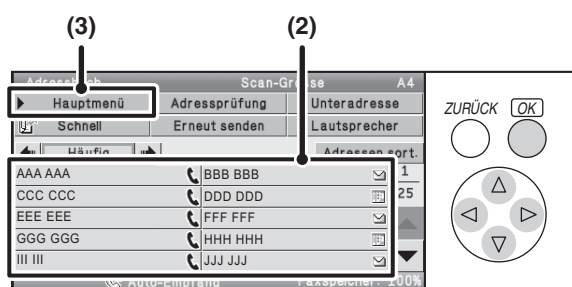 (3) (2)
Adressbuch Scan-Grösse A4
Hauptmenü Adressprüfung Unteradresse
Schnell Erneut senden Lautsprecher
Häufig Adressen sort.
AAA AAA BBB BBB 1
CCC CCC DDD DDD 25
EEE EEE FFF FFF
GGG GGG HHH HHH
III III JJJ JJJ
Auto-Empfang Faxspeicher: 100%
ZURÜCK OK